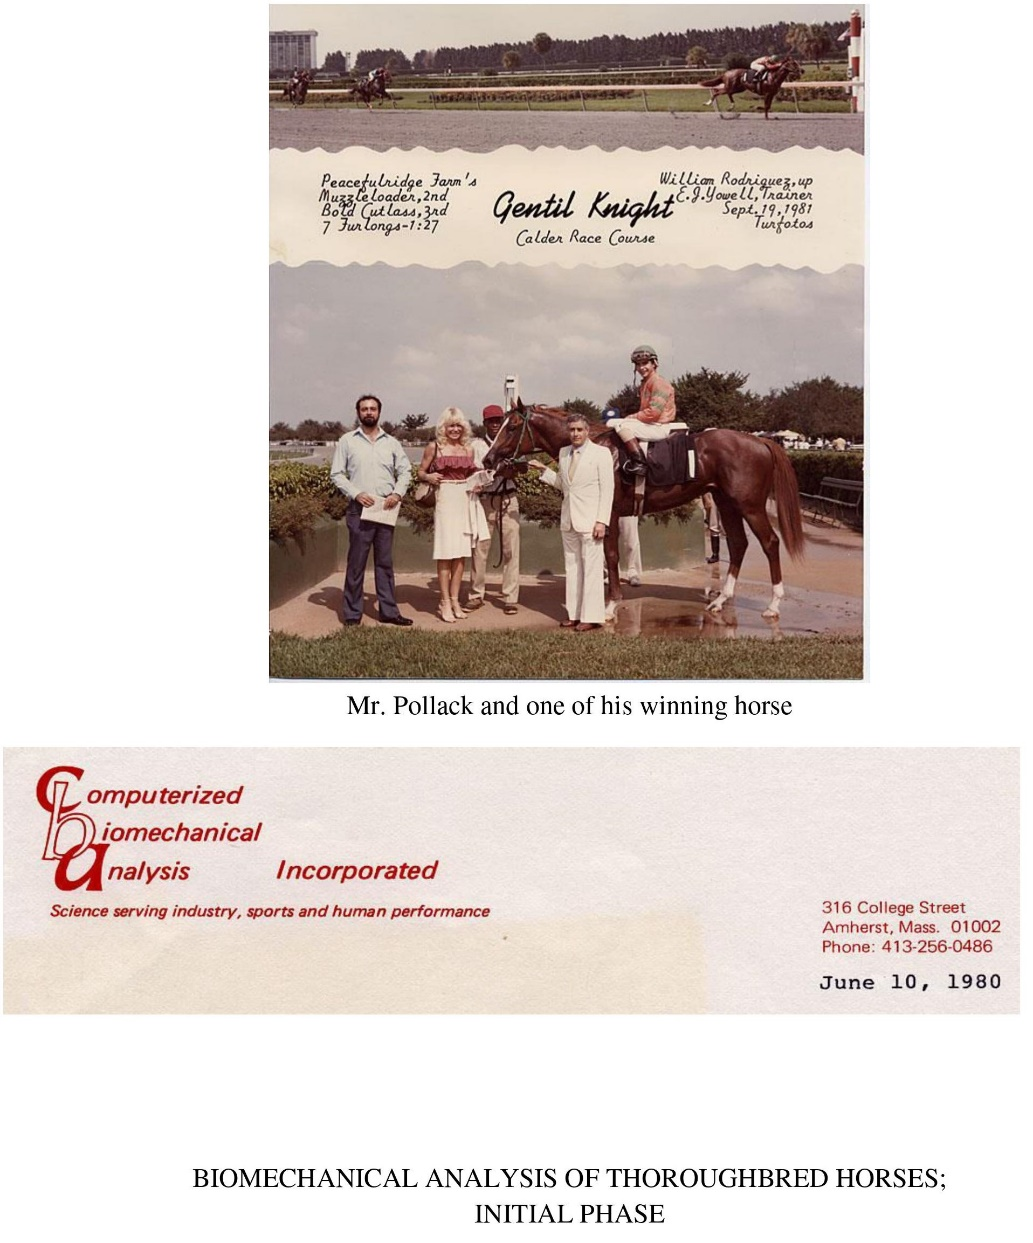 Peacefulridge Farm's
Muzzleloader,2nd
Bold Cutlass,3rd
7 Furlongs-1:27
Gentil Knight
Calder Race Course
William Rodriguez,up
E.J.Yowell,Trainer
Sept.19,1981
Turfotos
Mr. Pollack and one of his winning horse
Computerized
biomechanical
analysis Incorporated
Science serving industry, sports and human performance
316 College Street
Amherst, Mass. 01002
Phone: 413-256-0486
June 10, 1980
BIOMECHANICAL ANALYSIS OF THOROUGHBRED HORSES;
INITIAL PHASE